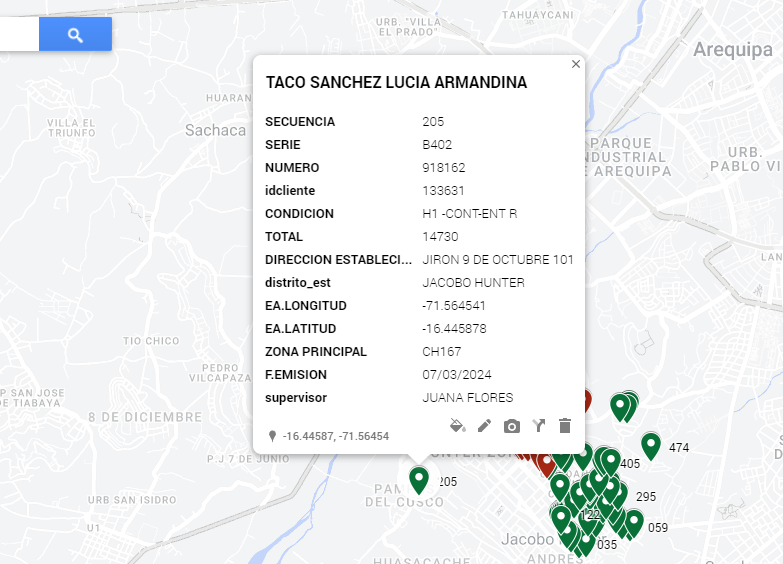 URB. "VILLA
EL PRADO"
TAHUAYCANI
Arequipa
×
TACO SANCHEZ LUCIA ARMANDINA
HUARAN
VILLA EL
TRIUNFO
Sachaca
SECUENCIA 205
SERIE B402
NUMERO 918162
idcliente 133631
CONDICION H1 -CONT-ENT R
TOTAL 14730
DIRECCION ESTABLECI... JIRON 9 DE OCTUBRE 101
distrito_est JACOBO HUNTER
EA.LONGITUD -71.564541
EA.LATITUD -16.445878
ZONA PRINCIPAL CH167
F.EMISION 07/03/2024
supervisor JUANA FLORES
-16.44587, -71.56454
PARQUE
INDUSTRIAL
DE AREQUIPA
URB.
PABLO VI
LAN
TIO CHICO
PEDRO
VILCAPAZA
P SAN JOSE
DE TIABAYA
8 DE DICIEMBRE
P.J 7 DE JUNIO
URB SAN ISIDRO
U1
205
PAM
DEL CUSCO
HUASACACHE
474
405
295
122
059
035
Jacobo
ANDRES